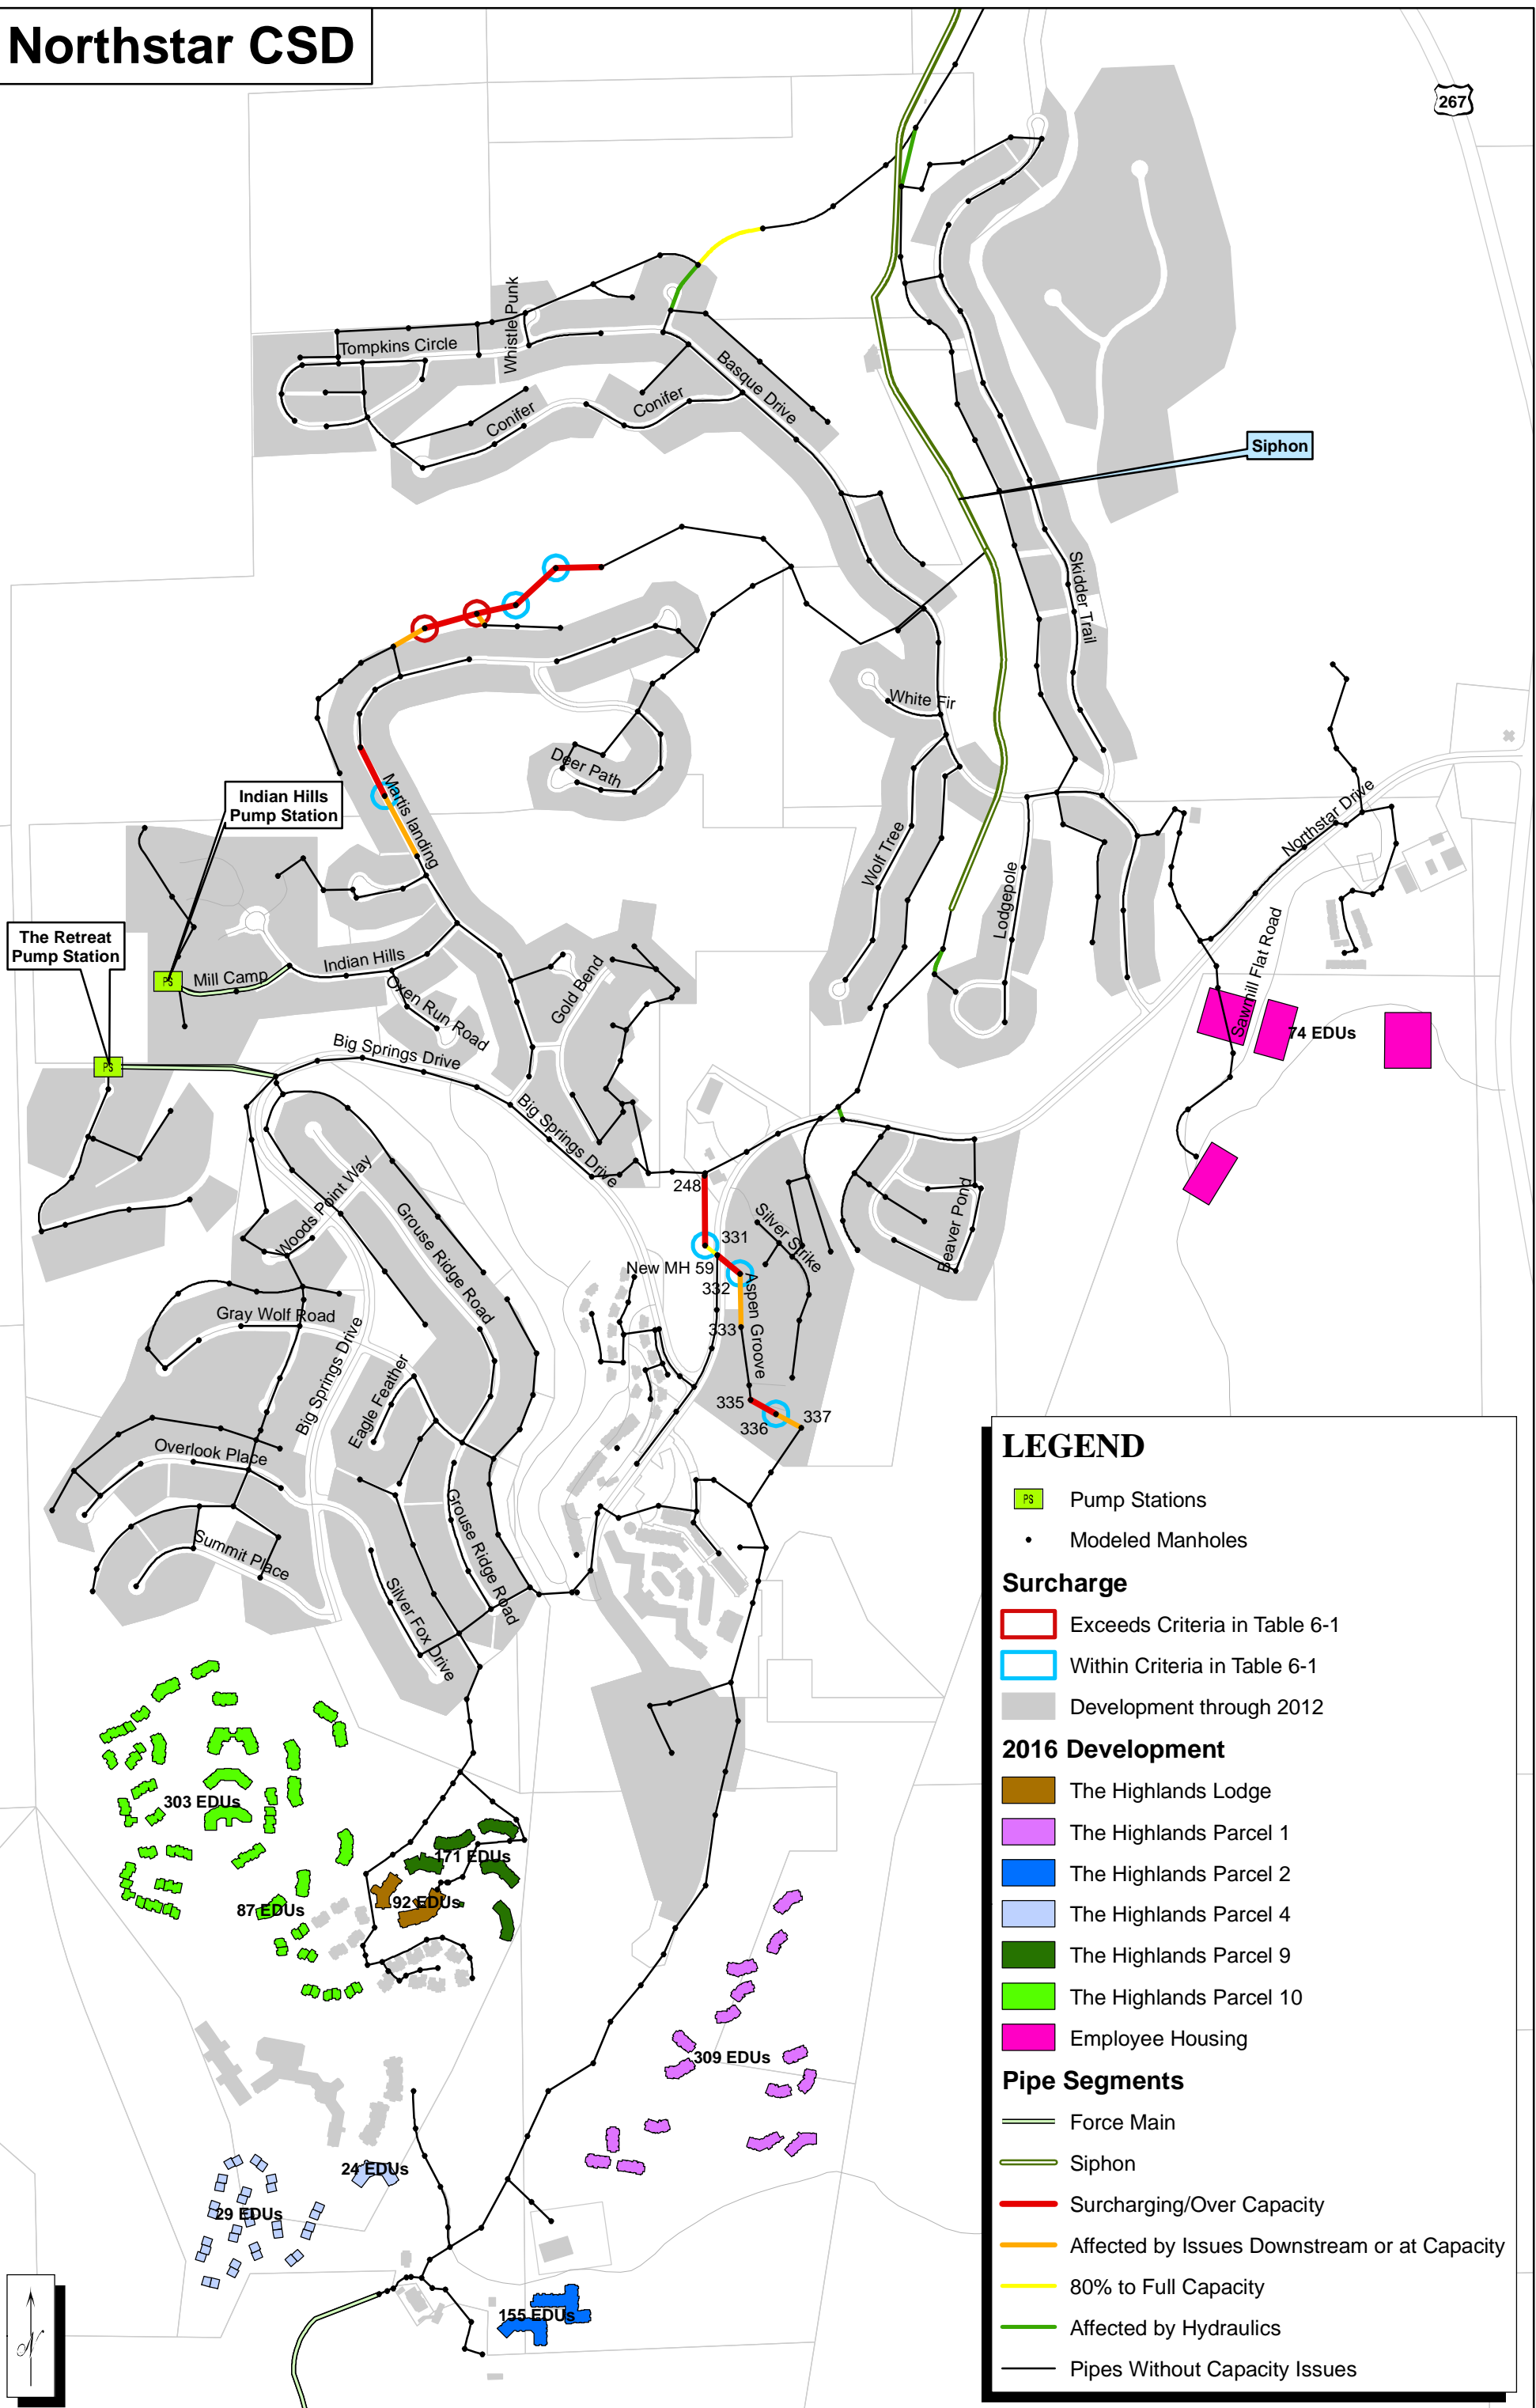 Northstar CSD
267
Whistle Punk
Tompkins Circle
Basque Drive
Conifer
Conifer
Siphon
Skidder Trail
White Fir
Deer Path
Martis landing
Indian Hills
Pump Station
Northstar Drive
Wolf Tree
Lodgepole
The Retreat
Pump Station
PS
Mill Camp
Indian Hills
Oxen Run Road
Gold Bend
Sawmill Flat Road
74 EDUs
PS
Big Springs Drive
Big Springs Drive
248
Woods Point Way
Grouse Ridge Road
Silver Strike
Beaver Pond
331
New MH 59
332
Aspen Groove
333
Gray Wolf Road
Big Springs Drive
Eagle Feather
335
336
337
Overlook Place
Grouse Ridge Road
Summit Place
Silver Fox Drive
303 EDUs
171 EDUs
92 EDUs
87 EDUs
309 EDUs
24 EDUs
29 EDUs
155 EDUs
N
LEGEND
PS
Pump Stations
Modeled Manholes
Surcharge
Exceeds Criteria in Table 6-1
Within Criteria in Table 6-1
Development through 2012
2016 Development
The Highlands Lodge
The Highlands Parcel 1
The Highlands Parcel 2
The Highlands Parcel 4
The Highlands Parcel 9
The Highlands Parcel 10
Employee Housing
Pipe Segments
Force Main
Siphon
Surcharging/Over Capacity
Affected by Issues Downstream or at Capacity
80% to Full Capacity
Affected by Hydraulics
Pipes Without Capacity Issues